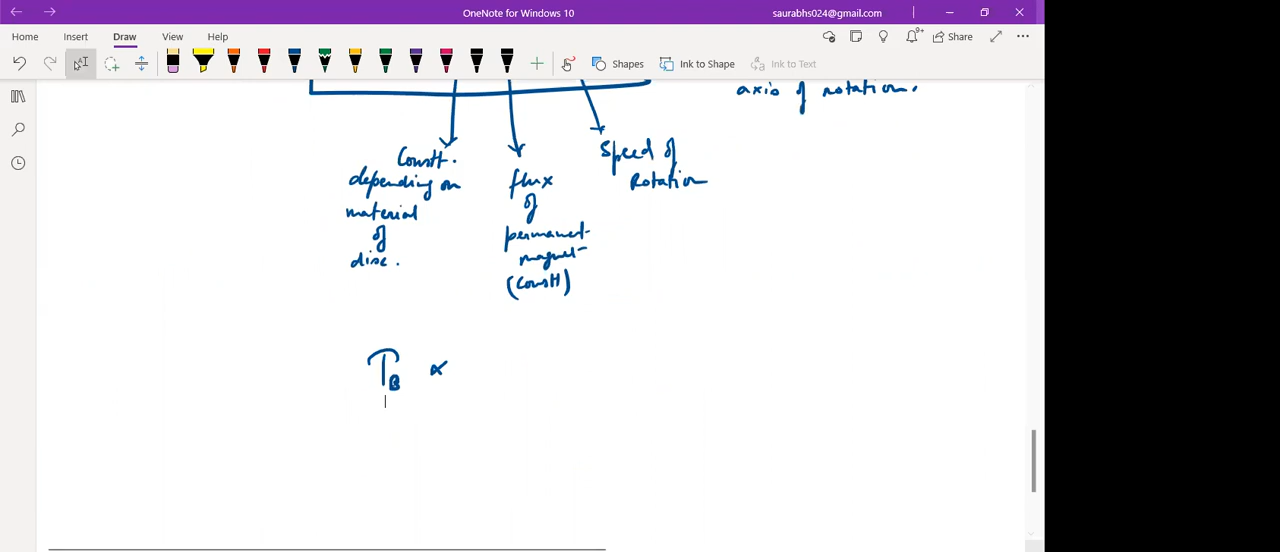 OneNote for Windows 10
saurabhs024@gmail.com
Home Insert Draw View Help
Share
Shapes
Ink to Shape
Ink to Text
axis of rotation.
Constt.
depending on
material
of
disc.
flux
of
permanet
magnet
(constt)
Speed of
Rotation
T_B ∝